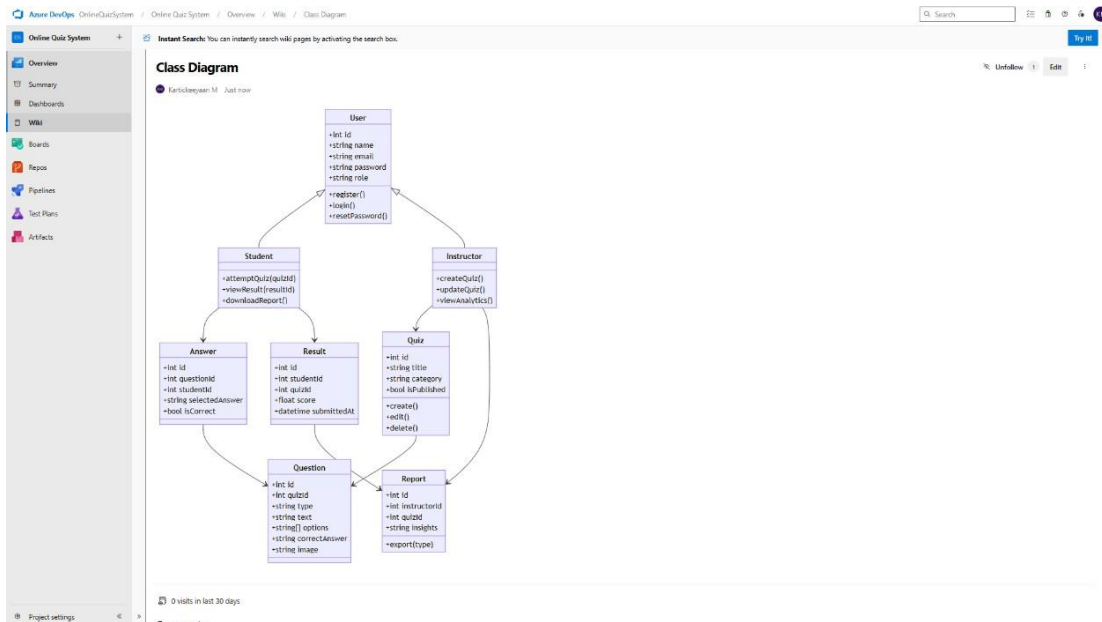 Azure DevOps OnlineQuizSystem / Online Quiz System / Overview / Wiki / Class Diagram
Search
Online Quiz System +
Instant Search: You can instantly search wiki pages by activating the search box.
Try it!
Overview
Summary
Dashboards
Wiki
Boards
Repos
Pipelines
Test Plans
Artifacts
Project settings
Class Diagram
Unfollow 1 Edit
Kartickeeyaan M Just now
User
+int id
+string name
+string email
+string password
+string role
+register()
+login()
+resetPassword()
Student
+attemptQuiz(quizId)
+viewResult(resultId)
+downloadReport()
Instructor
+createQuiz()
+updateQuiz()
+viewAnalytics()
Answer
+int id
+int questionId
+int studentId
+string selectedAnswer
+bool isCorrect
Result
+int id
+int studentId
+int quizId
+float score
+datetime submittedAt
Quiz
+int id
+string title
+string category
+bool isPublished
+create()
+edit()
+delete()
Question
+int id
+int quizId
+string type
+string text
+string[] options
+string correctAnswer
+string image
Report
+int id
+int instructorId
+int quizId
+string insights
+export(type)
0 visits in last 30 days